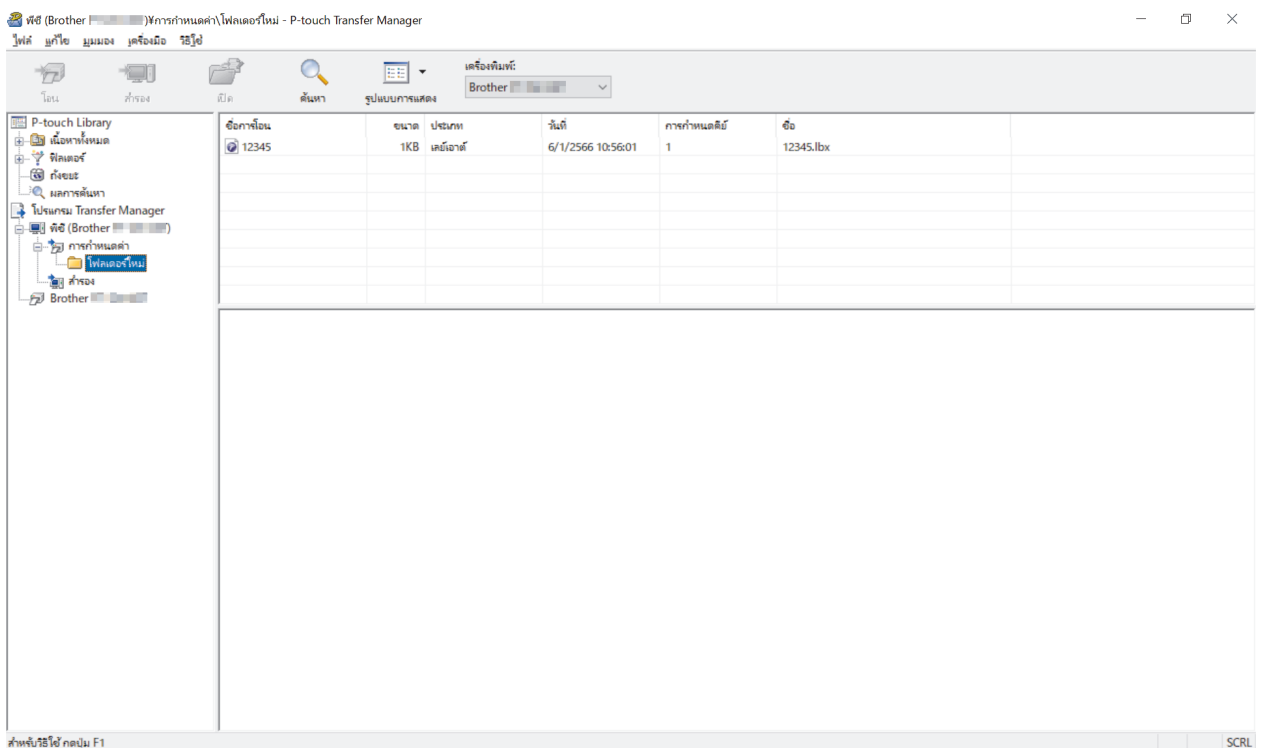 พีซี (Brother )¥การกำหนดค่า\โฟลเดอร์ใหม่ - P-touch Transfer Manager
ไฟล์ แก้ไข มุมมอง เครื่องมือ วิธีใช้
โอน สำรอง เปิด ค้นหา รูปแบบการแสดง
เครื่องพิมพ์:
Brother
P-touch Library
เนื้อหาทั้งหมด
ฟิลเตอร์
ถังขยะ
ผลการค้นหา
โปรแกรม Transfer Manager
พีซี (Brother )
การกำหนดค่า
โฟลเดอร์ใหม่
สำรอง
Brother
ชื่อการโอน ขนาด ประเภท วันที่ การกำหนดคีย์ ชื่อ
12345 1KB เลย์เอาต์ 6/1/2566 10:56:01 1 12345.lbx
สำหรับวิธีใช้ กดปุ่ม F1
SCRL